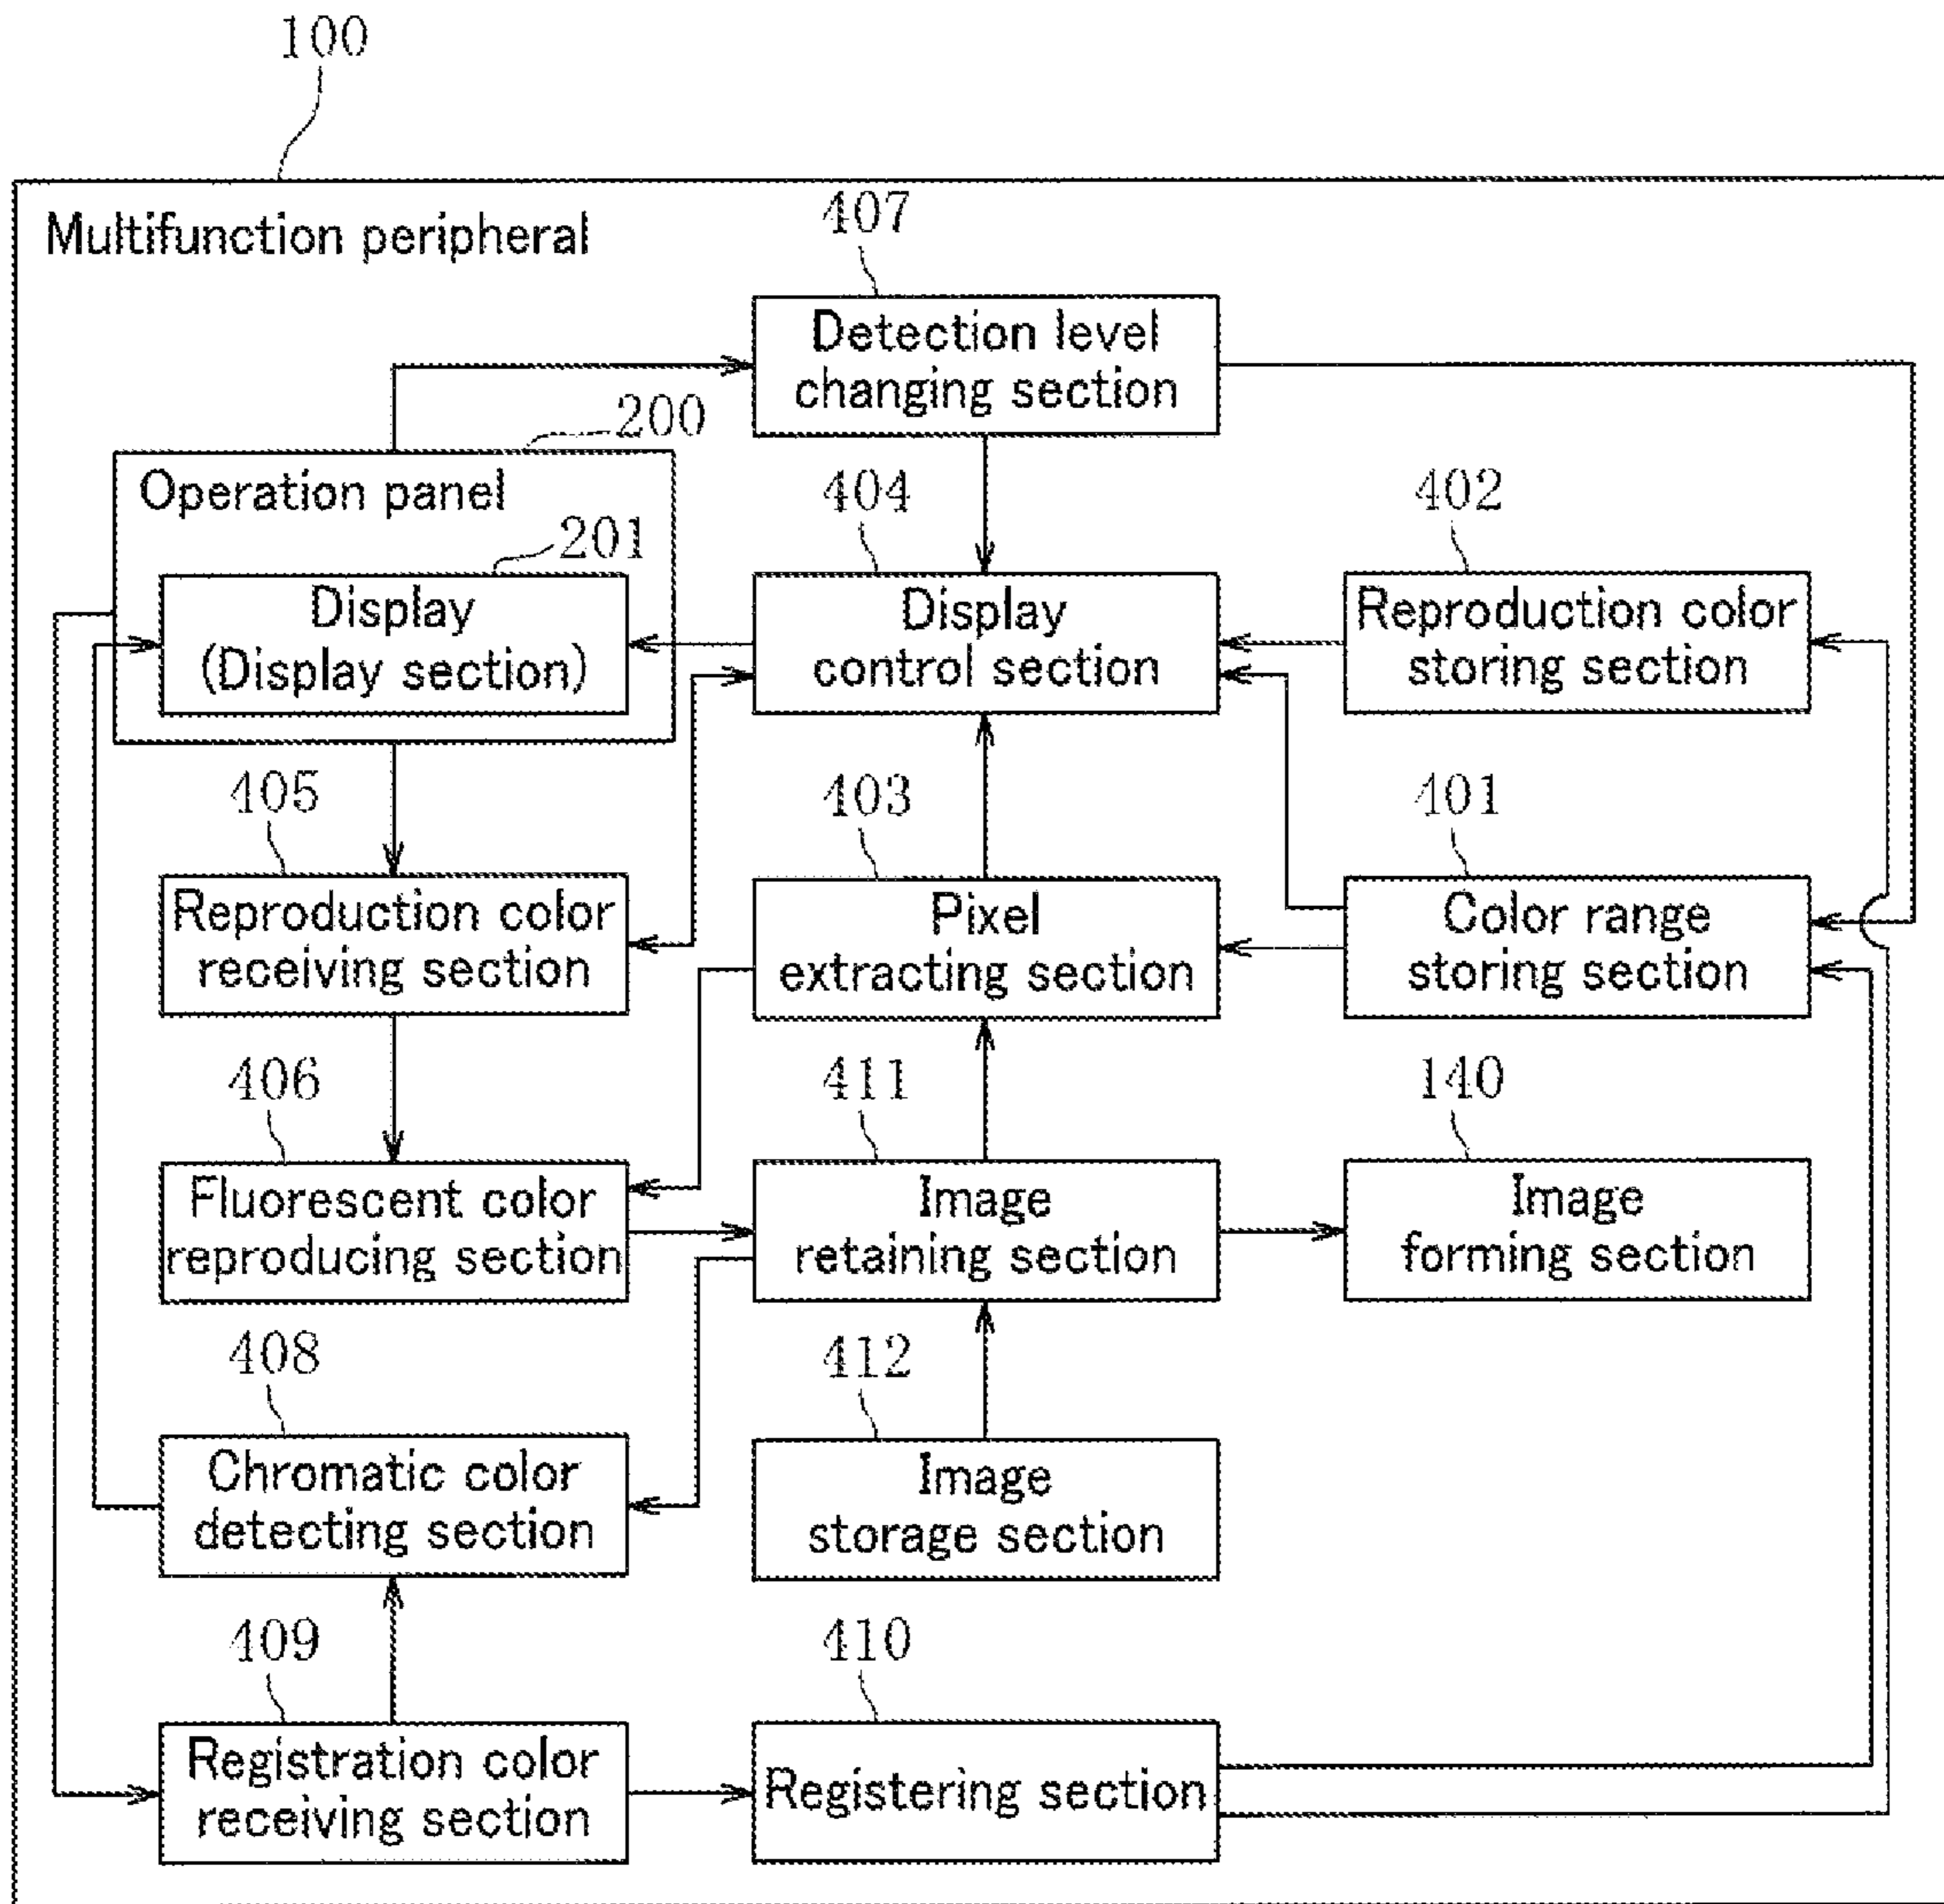 100
Multifunction peripheral
407
Detection level
changing section
200
Operation panel
201
Display
(Display section)
404
Display
control section
402
Reproduction color
storing section
405
Reproduction color
receiving section
403
Pixel
extracting section
401
Color range
storing section
406
Fluorescent color
reproducing section
411
Image
retaining section
140
Image
forming section
408
Chromatic color
detecting section
412
Image
storage section
409
Registration color
receiving section
410
Registering section